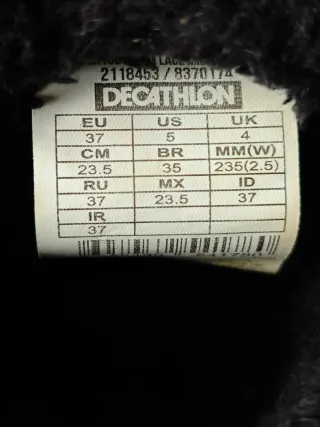 2118453 / 8370174
DECATHLON
EU US UK
37 5 4
CM BR MM(W)
23.5 35 235(2.5)
RU MX ID
37 23.5 37
IR
37